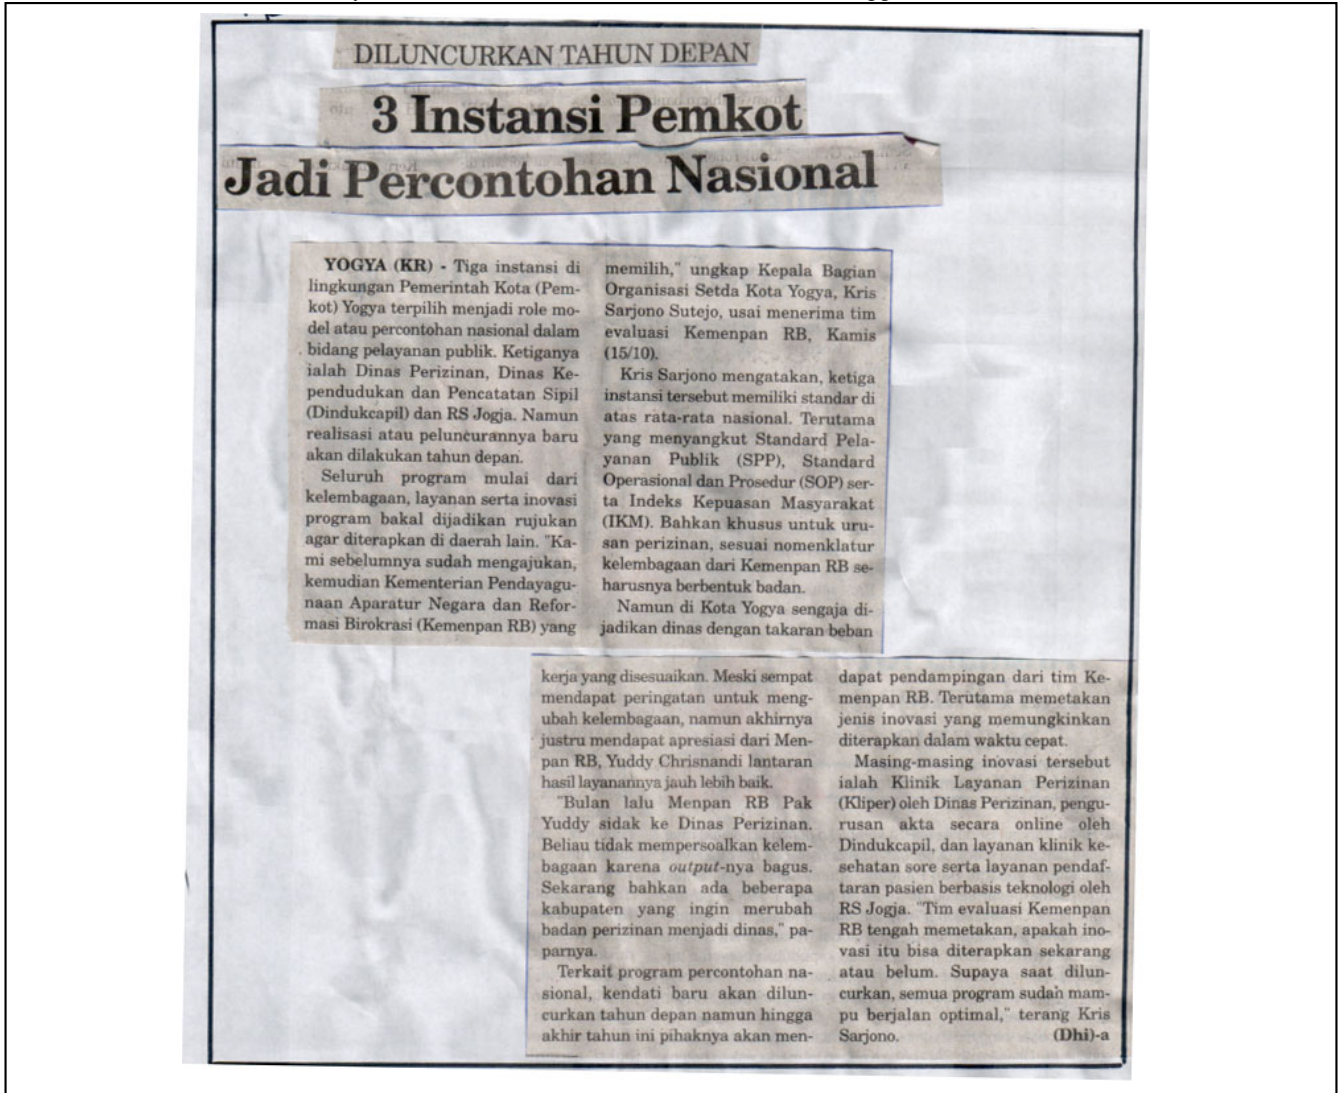 DILUNCURKAN TAHUN DEPAN
3 Instansi Pemkot
Jadi Percontohan Nasional
YOGYA (KR) - Tiga instansi di
lingkungan Pemerintah Kota (Pem-
kot) Yogya terpilih menjadi role mo-
del atau percontohan nasional dalam
bidang pelayanan publik. Ketiganya
ialah Dinas Perizinan, Dinas Ke-
pendudukan dan Pencatatan Sipil
(Dindukcapil) dan RS Jogja. Namun
realisasi atau peluncurannya baru
akan dilakukan tahun depan.
Seluruh program mulai dari
kelembagaan, layanan serta inovasi
program bakal dijadikan rujukan
agar diterapkan di daerah lain. "Ka-
mi sebelumnya sudah mengajukan,
kemudian Kementerian Pendayagu-
naan Aparatur Negara dan Refor-
masi Birokrasi (Kemenpan RB) yang
memilih," ungkap Kepala Bagian
Organisasi Setda Kota Yogya, Kris
Sarjono Sutejo, usai menerima tim
evaluasi Kemenpan RB, Kamis
(15/10).
Kris Sarjono mengatakan, ketiga
instansi tersebut memiliki standar di
atas rata-rata nasional. Terutama
yang menyangkut Standard Pela-
yanan Publik (SPP), Standard
Operasional dan Prosedur (SOP) ser-
ta Indeks Kepuasan Masyarakat
(IKM). Bahkan khusus untuk uru-
san perizinan, sesuai nomenklatur
kelembagaan dari Kemenpan RB se-
harusnya berbentuk badan.
Namun di Kota Yogya sengaja di-
jadikan dinas dengan takaran beban
kerja yang disesuaikan. Meski sempat
mendapat peringatan untuk meng-
ubah kelembagaan, namun akhirnya
justru mendapat apresiasi dari Men-
pan RB, Yuddy Chrisnandi lantaran
hasil layanannya jauh lebih baik.
"Bulan lalu Menpan RB Pak
Yuddy sidak ke Dinas Perizinan.
Beliau tidak mempersoalkan kelem-
bagaan karena output-nya bagus.
Sekarang bahkan ada beberapa
kabupaten yang ingin merubah
badan perizinan menjadi dinas," pa-
parnya.
Terkait program percontohan na-
sional, kendati baru akan dilun-
curkan tahun depan namun hingga
akhir tahun ini pihaknya akan men-
dapat pendampingan dari tim Ke-
menpan RB. Terutama memetakan
jenis inovasi yang memungkinkan
diterapkan dalam waktu cepat.
Masing-masing inovasi tersebut
ialah Klinik Layanan Perizinan
(Kliper) oleh Dinas Perizinan, pengu-
rusan akta secara online oleh
Dindukcapil, dan layanan klinik ke-
sehatan sore serta layanan pendaf-
taran pasien berbasis teknologi oleh
RS Jogja. "Tim evaluasi Kemenpan
RB tengah memetakan, apakah ino-
vasi itu bisa diterapkan sekarang
atau belum. Supaya saat dilun-
curkan, semua program sudah mam-
pu berjalan optimal," terang Kris
Sarjono. (Dhi)-a